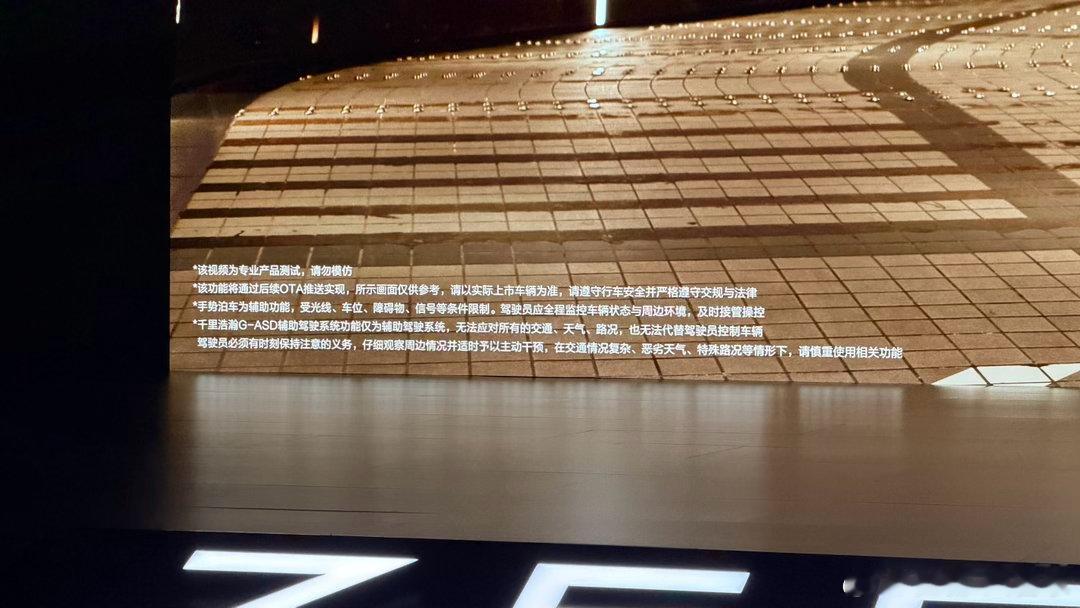 *该视频为专业产品测试，请勿模仿
*该功能将通过后续OTA推送实现，所示画面仅供参考，请以实际上市车辆为准，请遵守行车安全并严格遵守交规与法律
*手势泊车为辅助功能，受光线、车位、障碍物、信号等条件限制。驾驶员应全程监控车辆状态与周边环境，及时接管操控
*千里浩瀚G-ASD辅助驾驶系统功能仅为辅助驾驶系统，无法应对所有的交通、天气、路况，也无法代替驾驶员控制车辆
驾驶员必须有时刻保持注意的义务，仔细观察周边情况并适时予以主动干预，在交通情况复杂、恶劣天气、特殊路况等情形下，请慎重使用相关功能